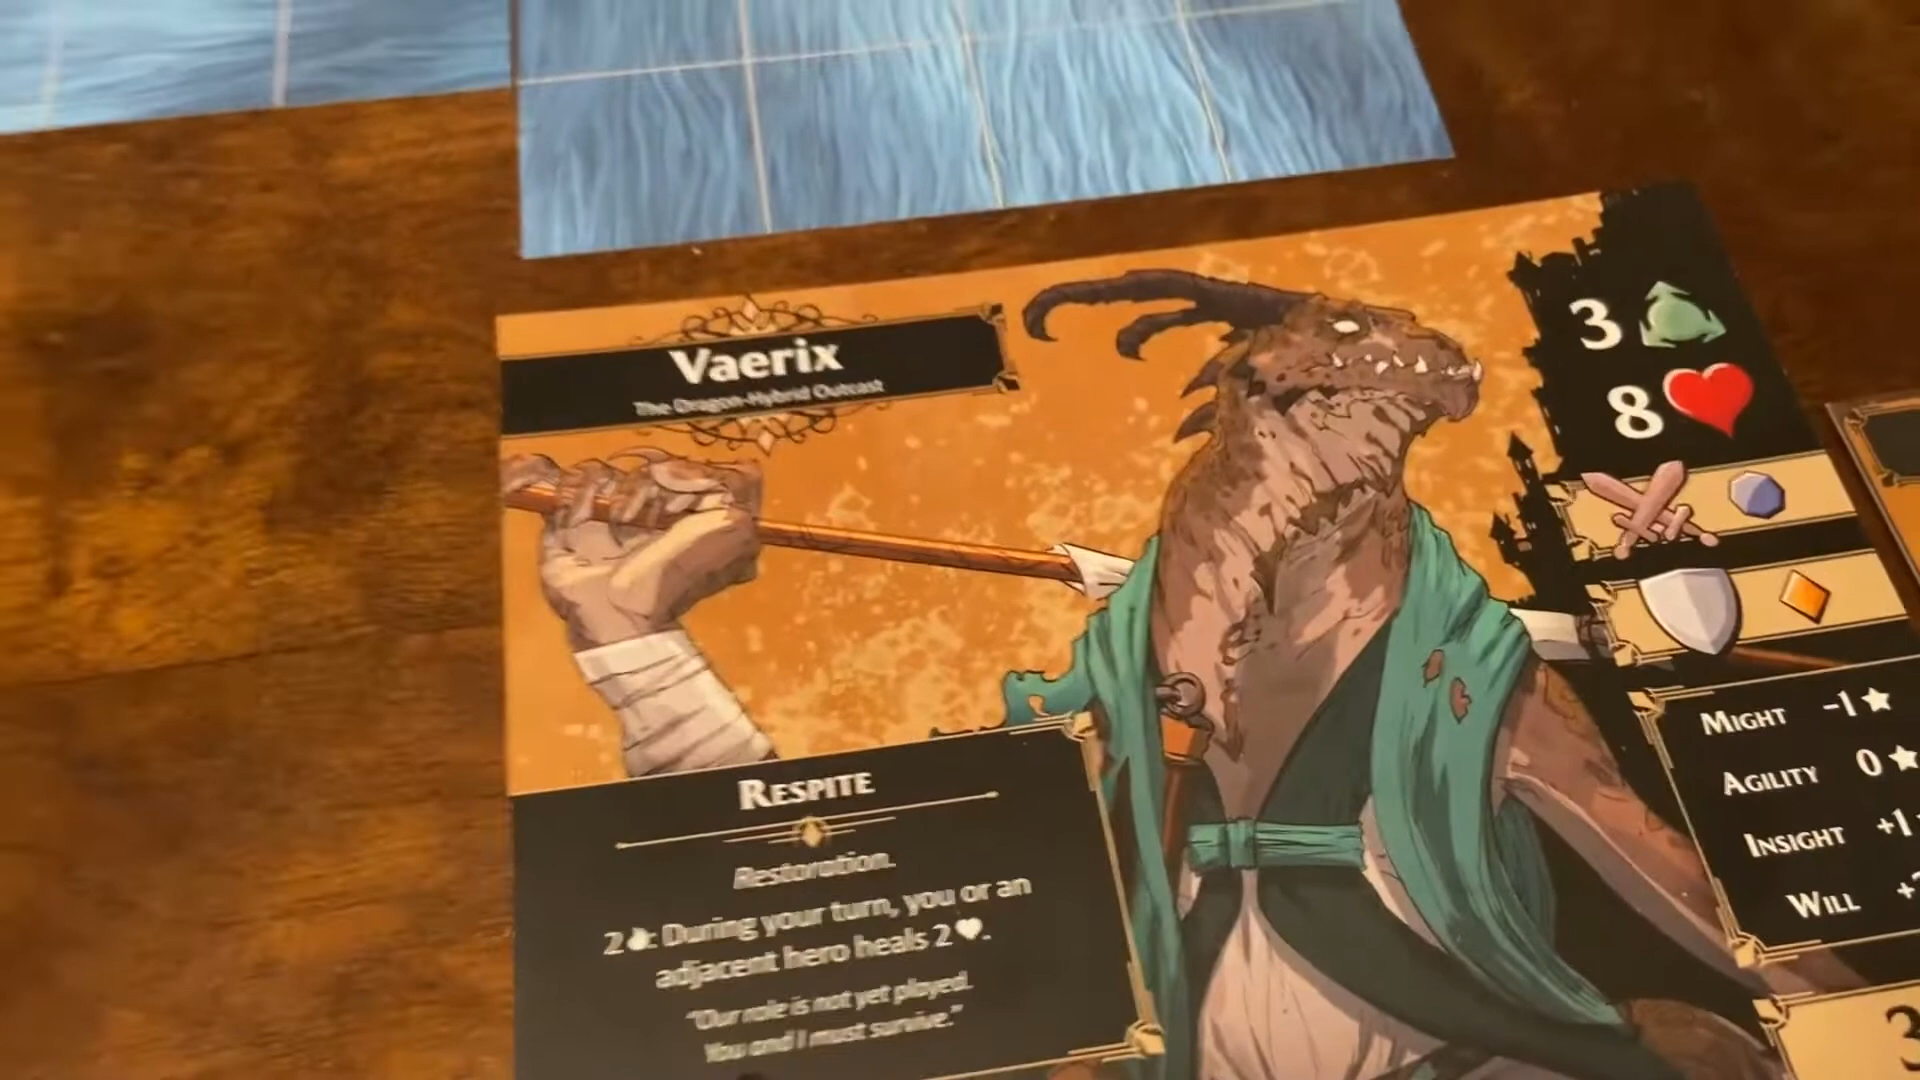 Vaerix
The Dragon-Hybrid Outcast
3
8
MIGHT -1
AGILITY 0
INSIGHT +1
WILL
RESPITE
Restoration.
2: During your turn, you or an
adjacent hero heals 2.
"Our role is not yet played.
You and I must survive."
3